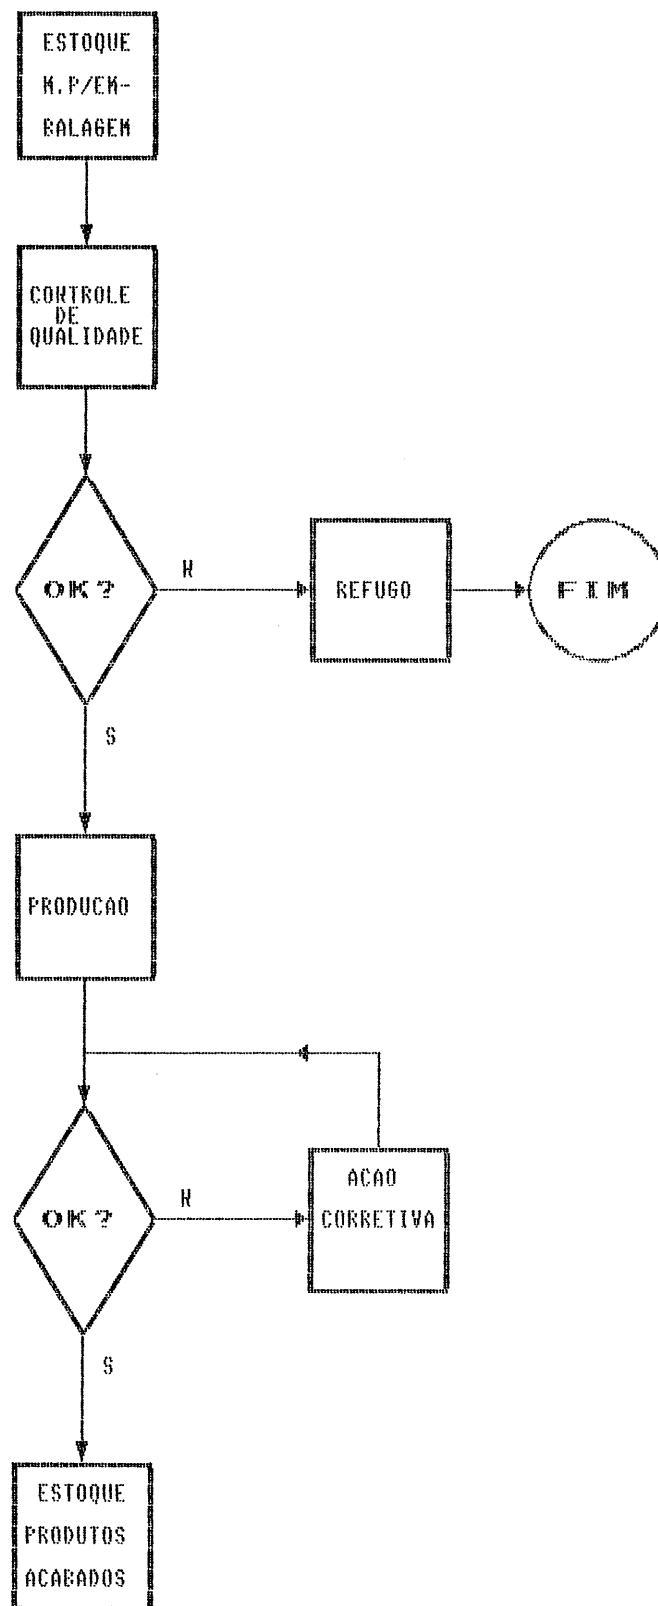 ESTOQUE
M.P/EM-
BALAGEM
CONTROLE
DE
QUALIDADE
OK?
N
REFUGO
FIM
S
PRODUCAO
OK?
N
ACAO
CORRETIVA
S
ESTOQUE
PRODUTOS
ACABADOS